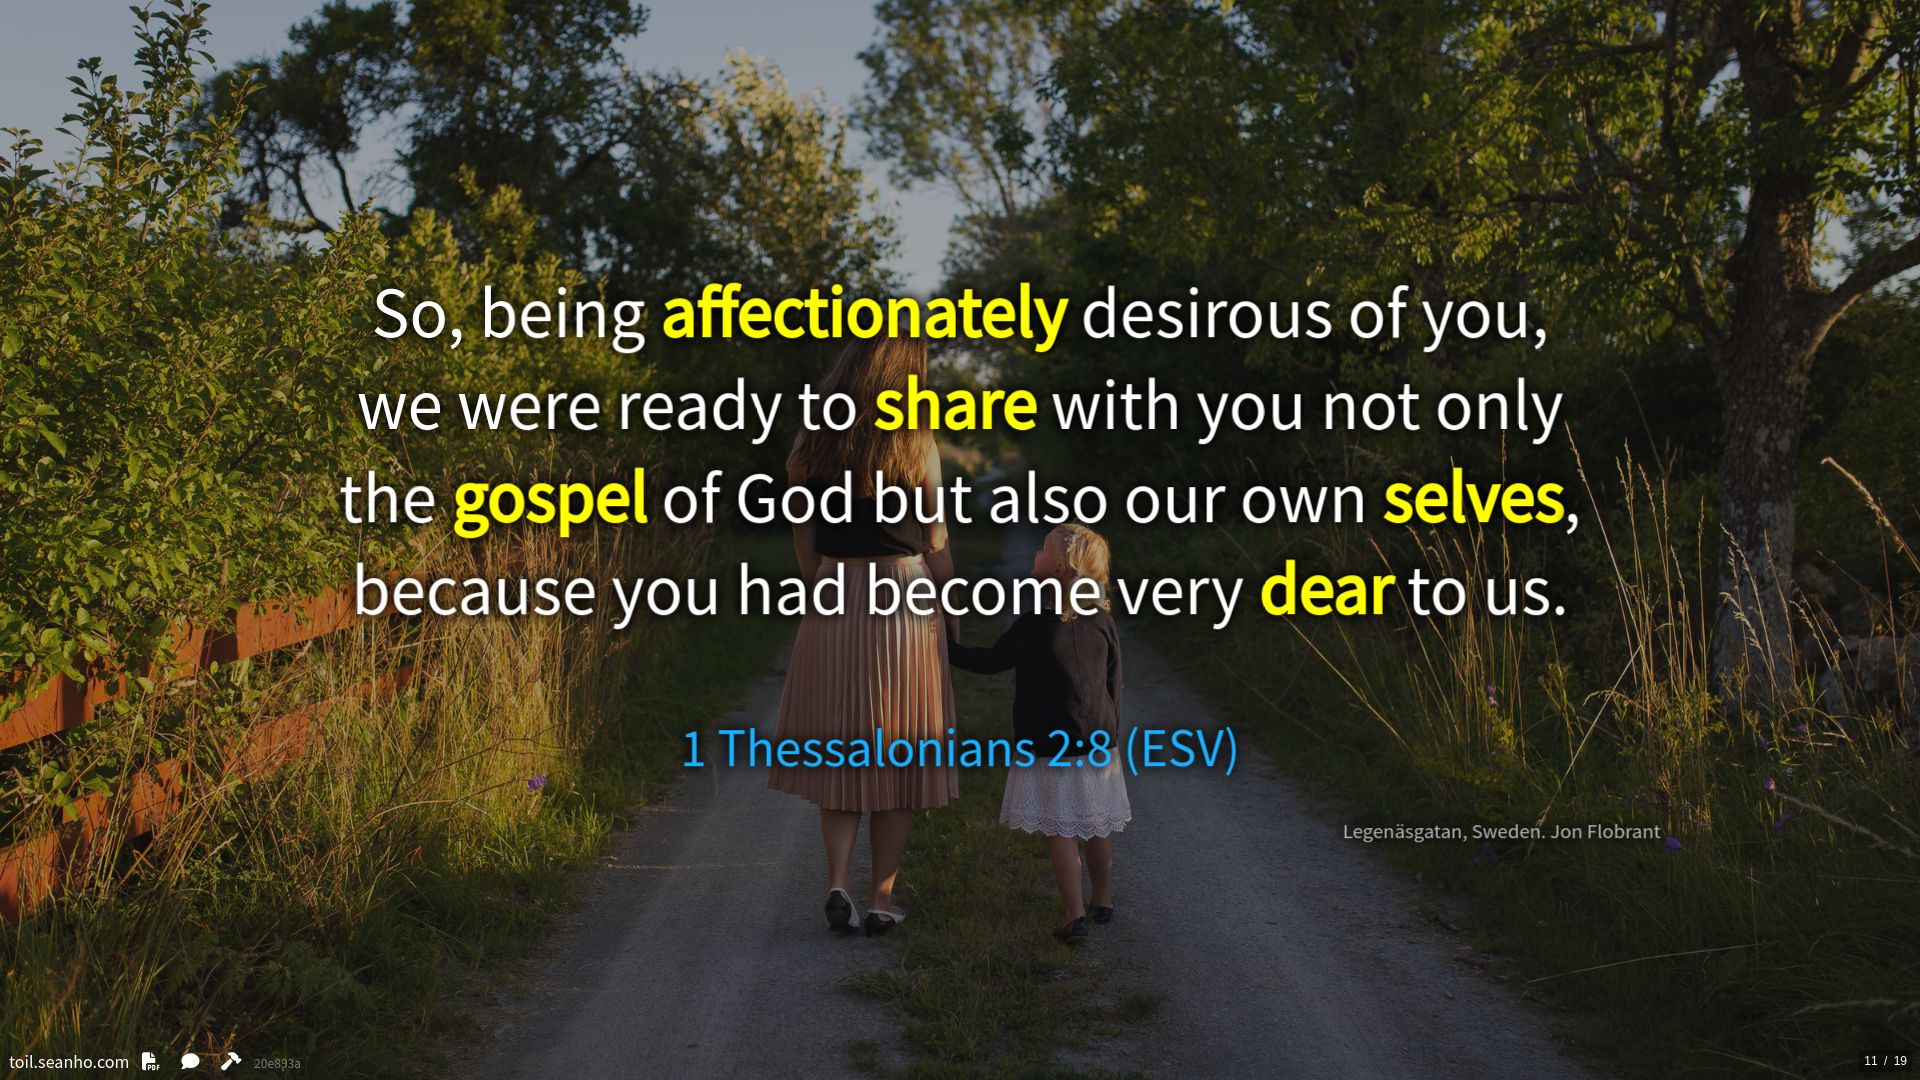 So, being affectionately desirous of you,
we were ready to share with you not only
the gospel of God but also our own selves,
because you had become very dear to us.
1 Thessalonians 2:8 (ESV)
Legenäsgatan, Sweden. Jon Flobrant
toil.seanho.com PDF 20e893a
11 / 19